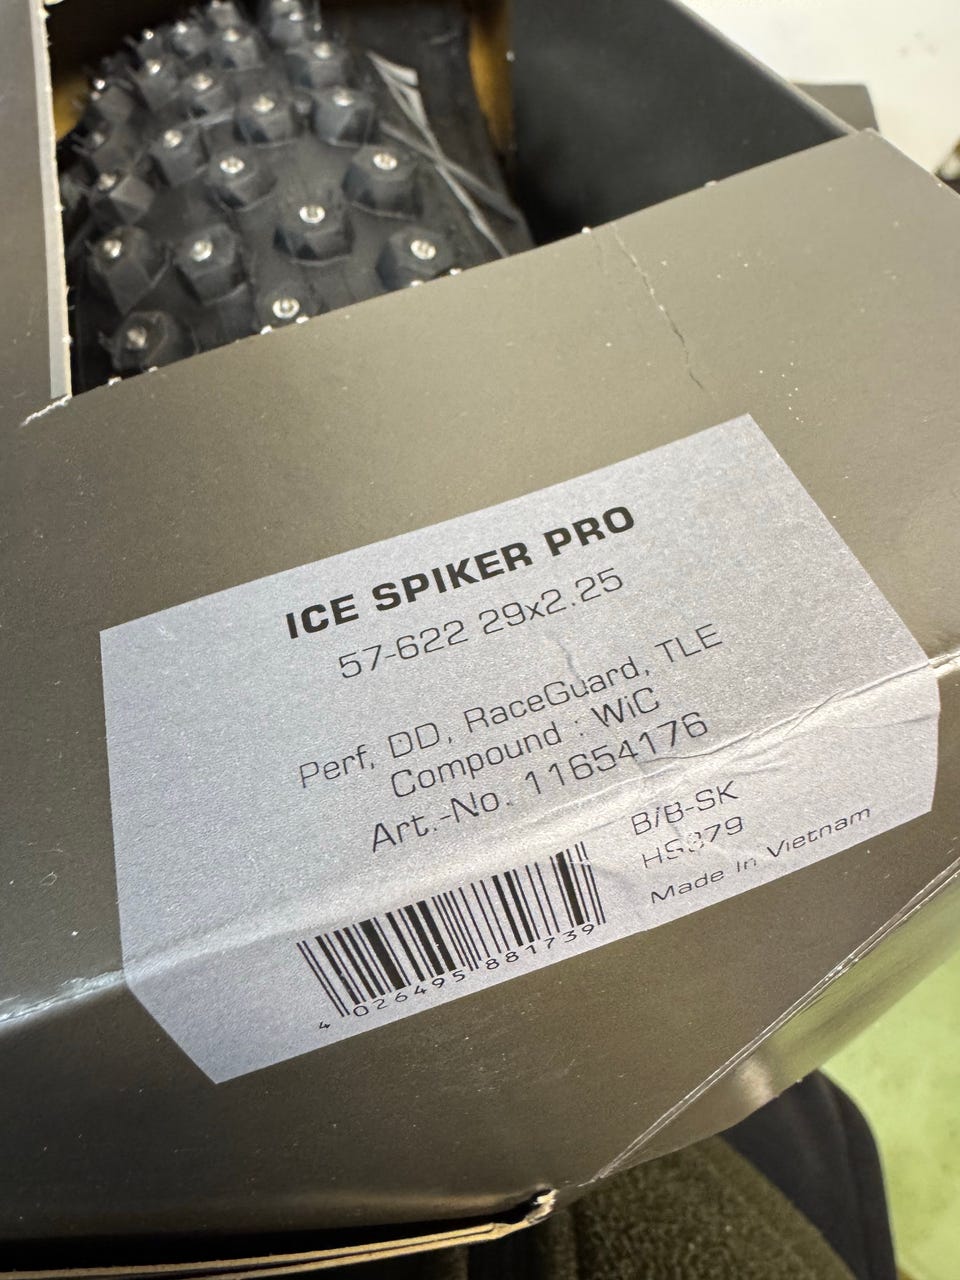 ICE SPIKER PRO
57-622 29x2.25
Perf, DD, RaceGuard, TLE
Compound : WiC
Art.-No. 11654176
B/B-SK
HS379
Made In Vietnam
4 026495 881739